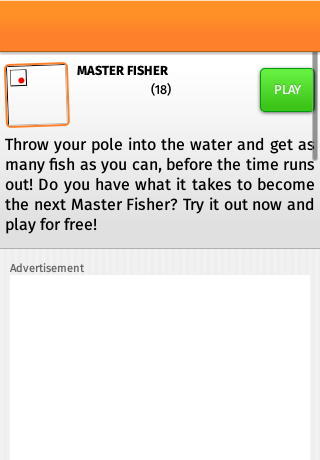 MASTER FISHER
(18)
PLAY
Throw your pole into the water and get as
many fish as you can, before the time runs
out! Do you have what it takes to become
the next Master Fisher? Try it out now and
play for free!
Advertisement